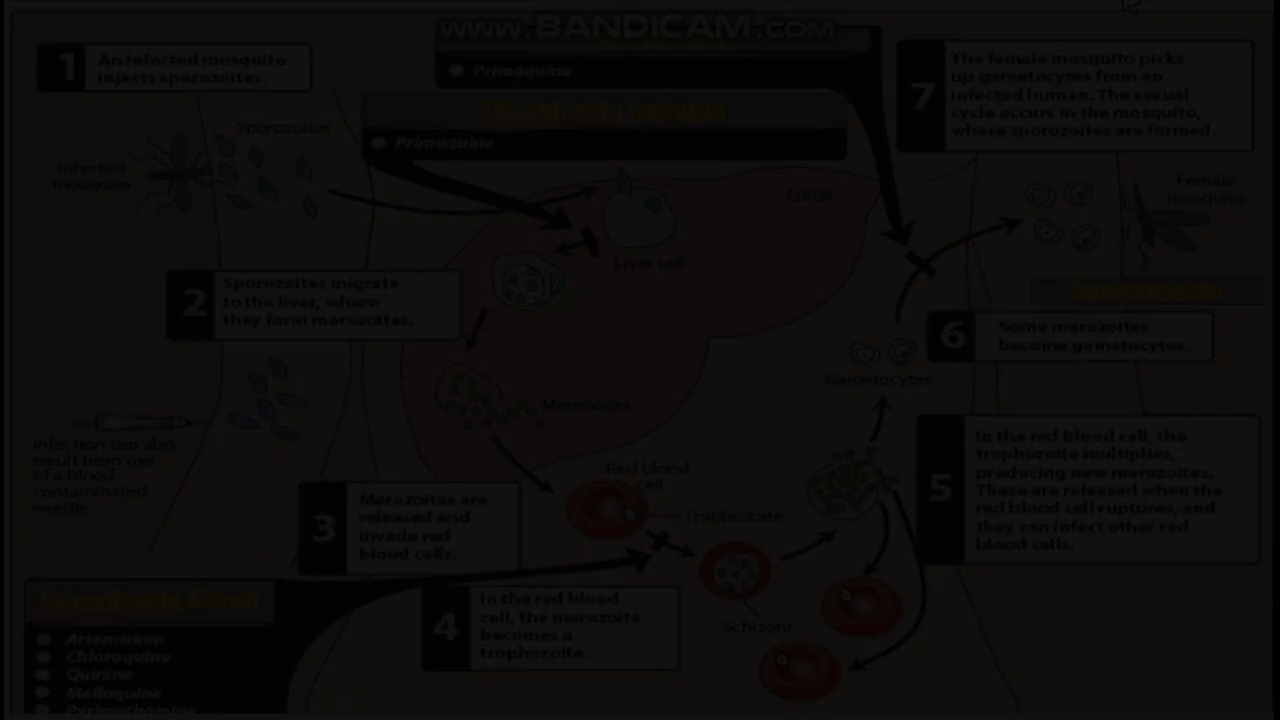 www.BANDICAM.com
Primaquine
1
An infected mosquito
injects sporozoites.
Sporozoites
Infected
mosquito
Skizonlosida Jaringan
Primaquine
7
The female mosquito picks
up gametocytes from an
infected human. The sexual
cycle occurs in the mosquito,
where sporozoites are formed.
LIVER
Female
mosquito
Liver cell
2
Sporozoites migrate
to the liver, where
they form merozoites.
6
Some merozoites
become gametocytes.
Gametocytes
Merozoites
Infection can also
result from use
of a blood-
contaminated
needle
Red blood
cell
Trophozoite
3
Merozoites are
released and
invade red
blood cells.
5
In the red blood cell, the
trophozoite multiplies,
producing new merozoites.
These are released when the
red blood cell ruptures, and
they can infect other red
blood cells.
4
In the red blood
cell, the merozoite
becomes a
trophozoite.
Schizont
Darah
Artemisinin
Chloroquine
Quinine
Mefloquine
Pyrimethamine